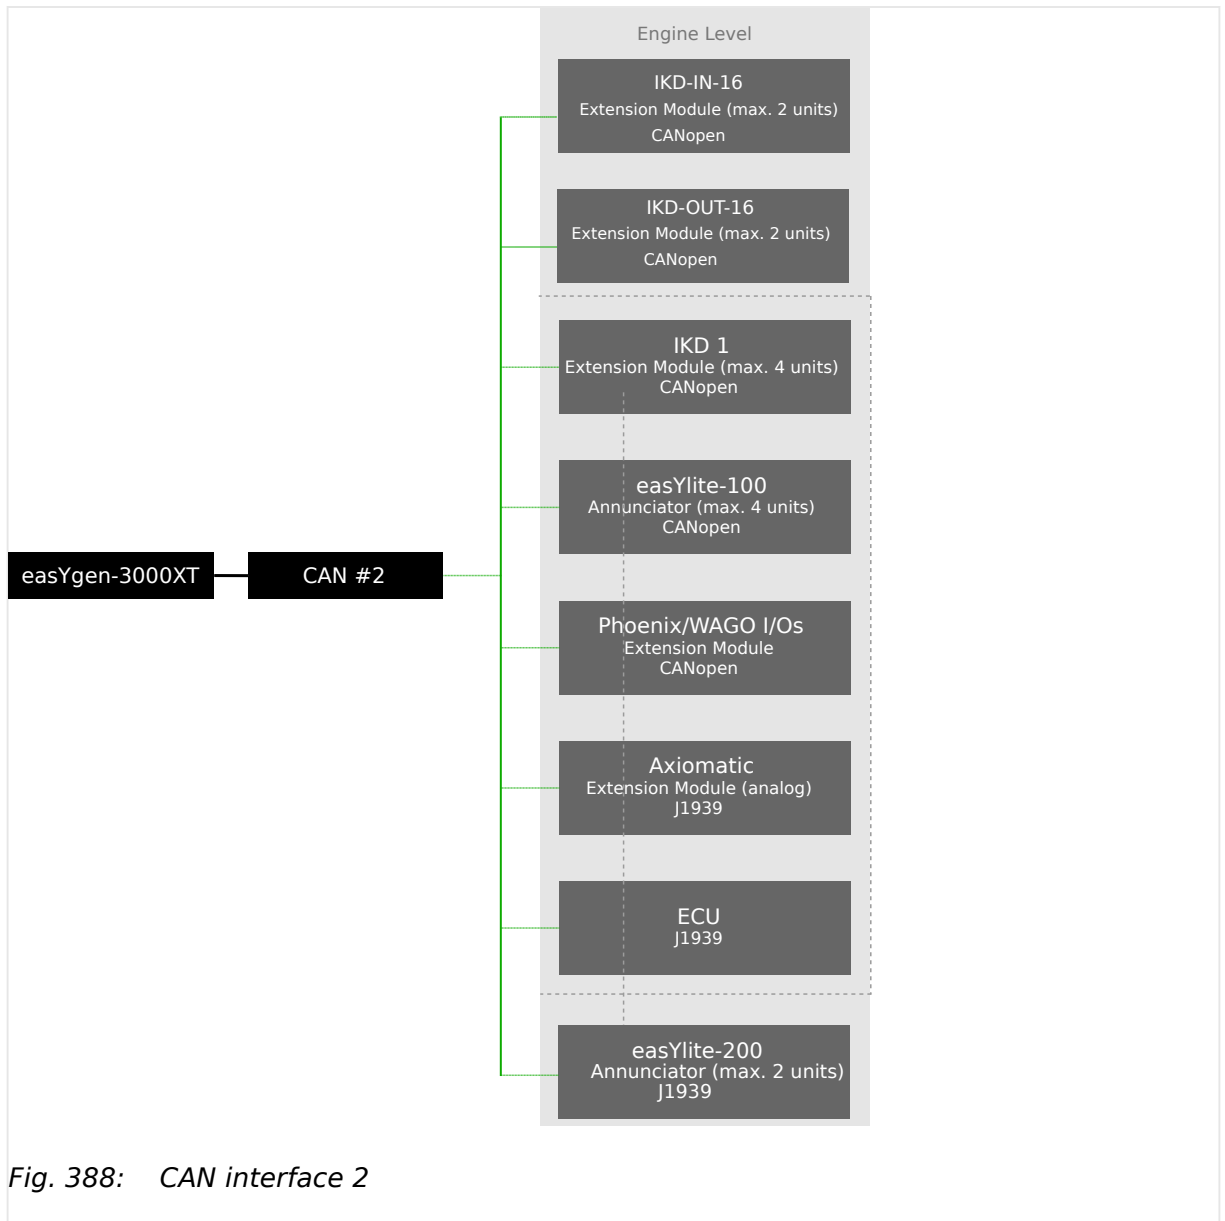 Engine Level
IKD-IN-16
Extension Module (max. 2 units)
CANopen
IKD-OUT-16
Extension Module (max. 2 units)
CANopen
IKD 1
Extension Module (max. 4 units)
CANopen
easYlite-100
Annunciator (max. 4 units)
CANopen
easYgen-3000XT
CAN #2
Phoenix/WAGO I/Os
Extension Module
CANopen
Axiomatic
Extension Module (analog)
J1939
ECU
J1939
easYlite-200
Annunciator (max. 2 units)
J1939
Fig. 388: CAN interface 2